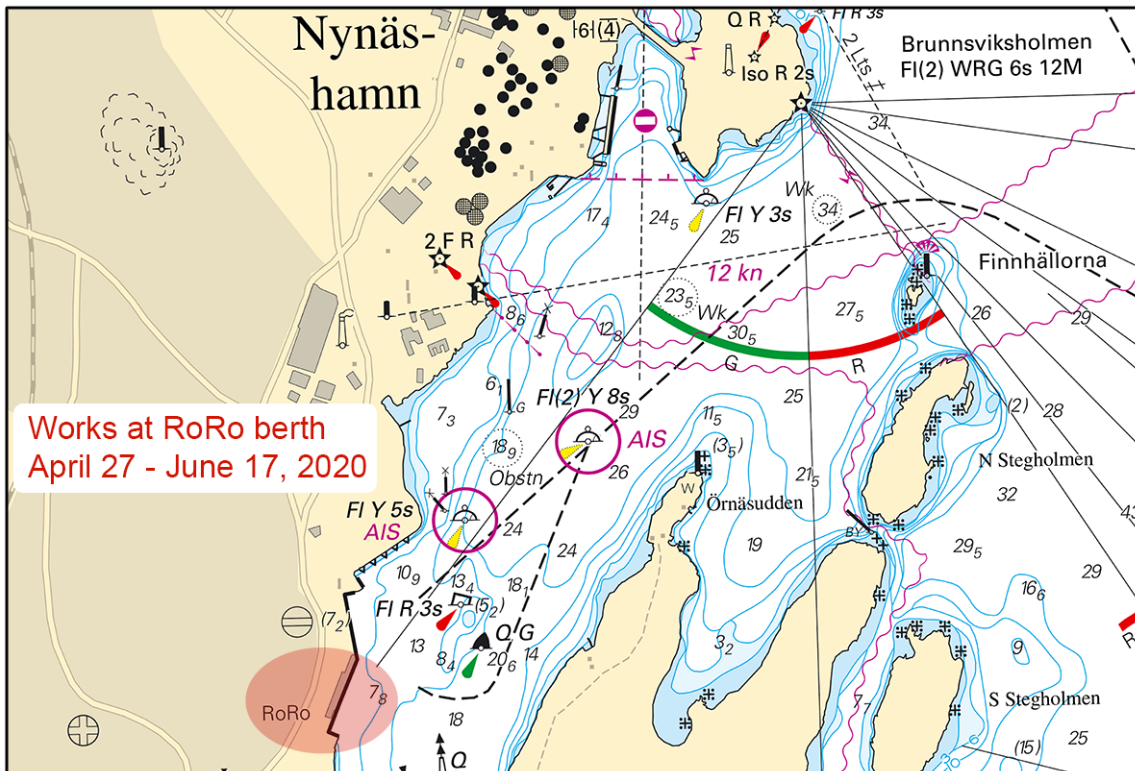 Nynäs-
hamn
6 (4)
Q R
Fl R 3s
Iso R 2s
2 Lts ‡
Brunnsviksholmen
Fl(2) WRG 6s 12M
34
Y
Wk
34
17₄
24₅
Fl Y 3s
25
2 F R
12 kn
Finnhällorna
23₅
Wk
8₆
12₈
30₅
27₅
26
29
G
R
6₁
G
Fl(2) Y 8s
29
11₅
25
(2)
28
7₃
Works at RoRo berth
April 27 - June 17, 2020
18₉
Obstn
AIS
(3₅)
26
21₅
N Stegholmen
W
Örnäsudden
32
43
Fl Y 5s
AIS
24
BY
24
19
29₅
29
10₉
13₄
18₁
16₆
Fl R 3s
(5₂)
(7₂)
Q G
13
8₄
20₆
14
3₂
9
R
RoRo
7₈
18
7₇
S Stegholmen
(15)
25
Q